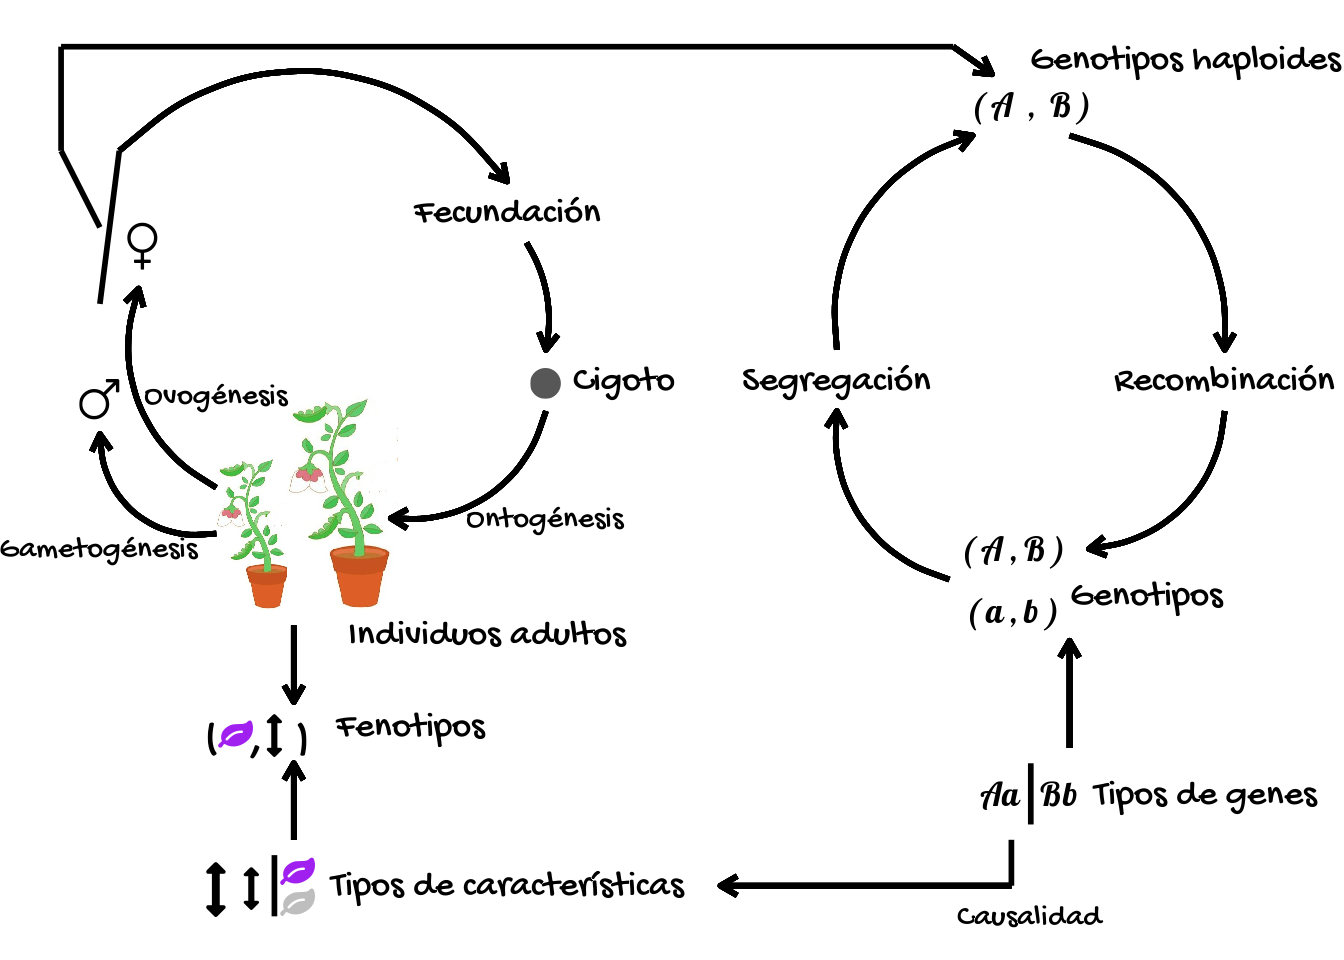 Genotipos haploides
(A , B)
Fecundación
♀
Cigoto
Segregación
Recombinación
♂
Ovogénesis
Ontogénesis
Gametogénesis
(A,B)
(a,b)
Genotipos
Individuos adultos
( , ) Fenotipos
Aa | Bb Tipos de genes
Tipos de características
Causalidad